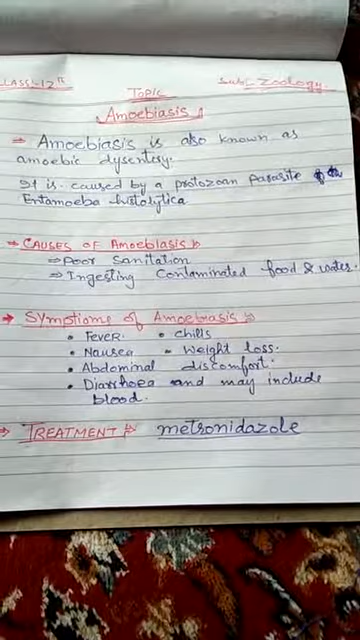 CLASS:-12th
Sub:- Zoology.
TOPIC
Amoebiasis
⇒ Amoebiasis is also known as
amoebic dysentery.
It is caused by a protozoan parasite
Entamoeba histolytica
→ CAUSES OF AMOEBIASIS
⇒ Poor Sanitation
⇒ Ingesting Contaminated food & water.
→ SYMPTIOMS of AMOEBIASIS
• FEVER. • chills
• Nausea • weight loss.
• Abdominal discomfort.
• Diarrhoea and may include
blood.
→ TREATMENT metronidazole